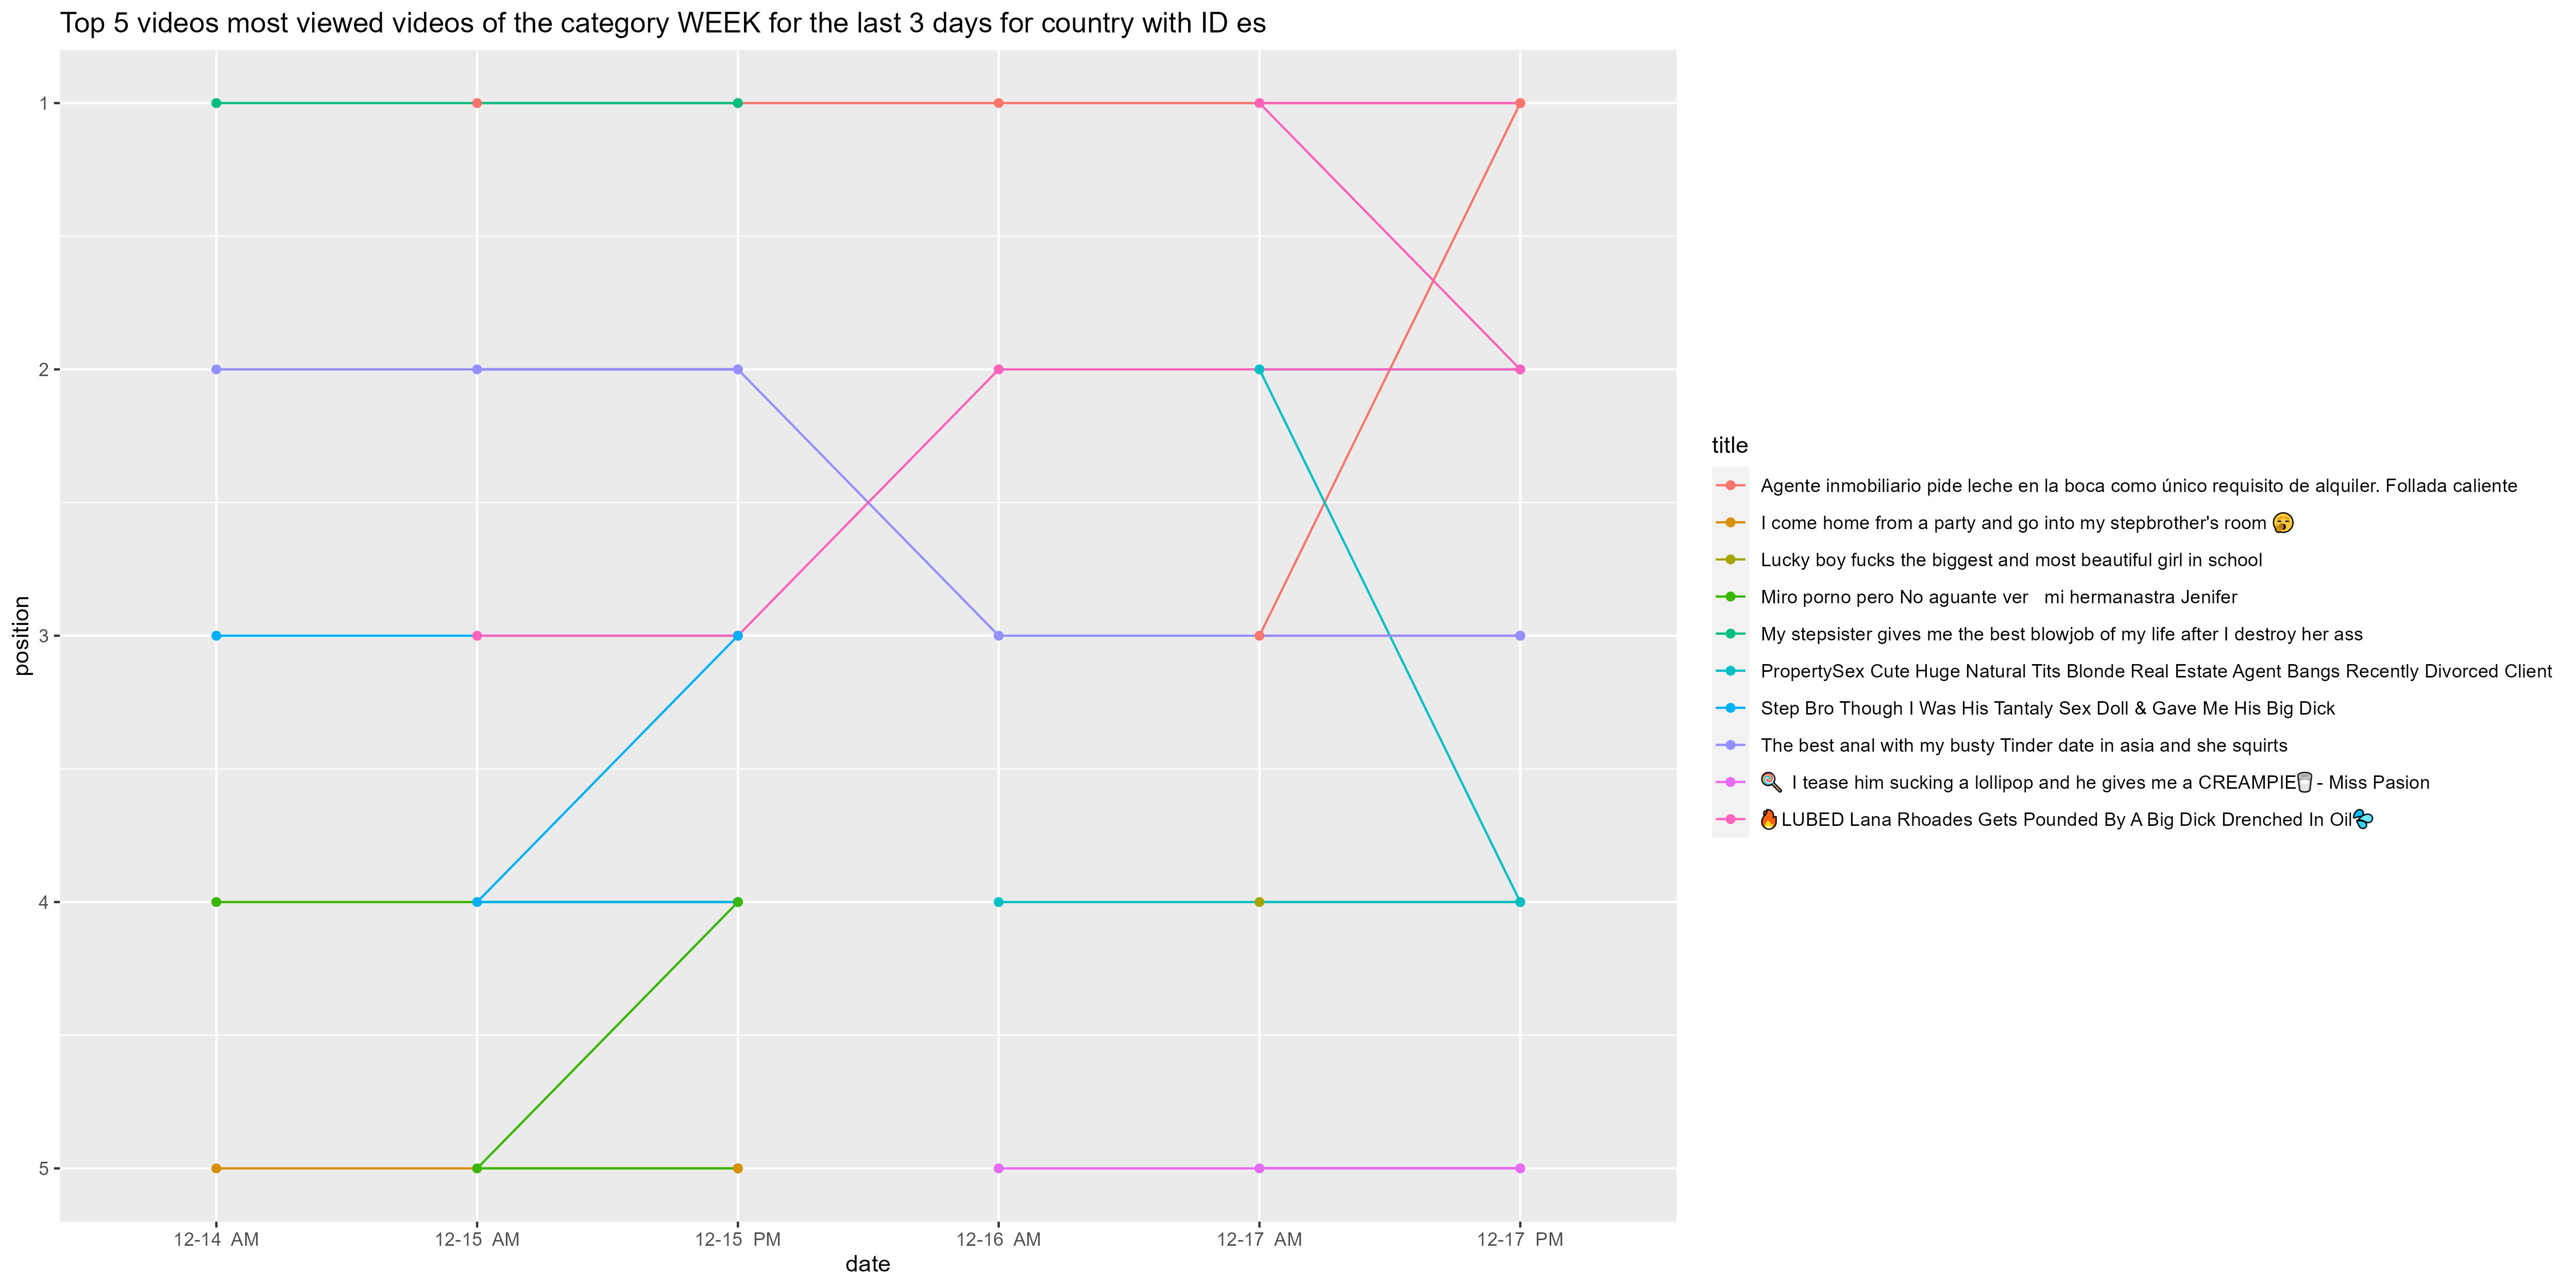 Top 5 videos most viewed videos of the category WEEK for the last 3 days for country with ID es
position
1
2
3
4
5
12-14 AM
12-15 AM
12-15 PM
12-16 AM
12-17 AM
12-17 PM
date
title
Agente inmobiliario pide leche en la boca como único requisito de alquiler. Follada caliente
I come home from a party and go into my stepbrother's room 🥱
Lucky boy fucks the biggest and most beautiful girl in school
Miro porno pero No aguante ver mi hermanastra Jenifer
My stepsister gives me the best blowjob of my life after I destroy her ass
PropertySex Cute Huge Natural Tits Blonde Real Estate Agent Bangs Recently Divorced Client
Step Bro Though I Was His Tantaly Sex Doll & Gave Me His Big Dick
The best anal with my busty Tinder date in asia and she squirts
🍭 I tease him sucking a lollipop and he gives me a CREAMPIE🥛- Miss Pasion
🔥LUBED Lana Rhoades Gets Pounded By A Big Dick Drenched In Oil💦